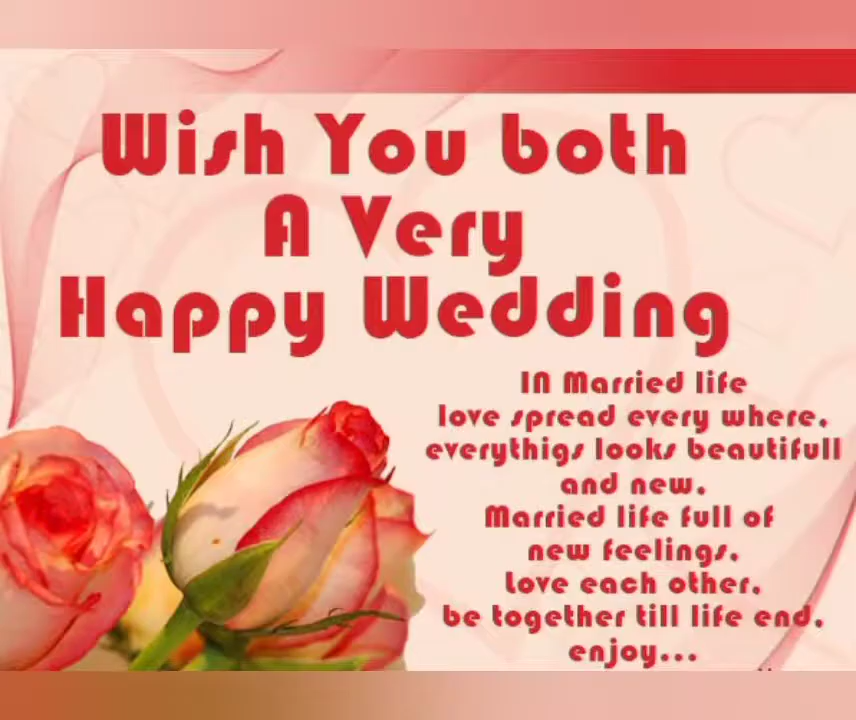 Wish You both
A Very
Happy Wedding
IN Married life
love spread every where,
everythigs looks beautifull
and new.
Married life full of
new feelings.
Love each other,
be together till life end,
enjoy...